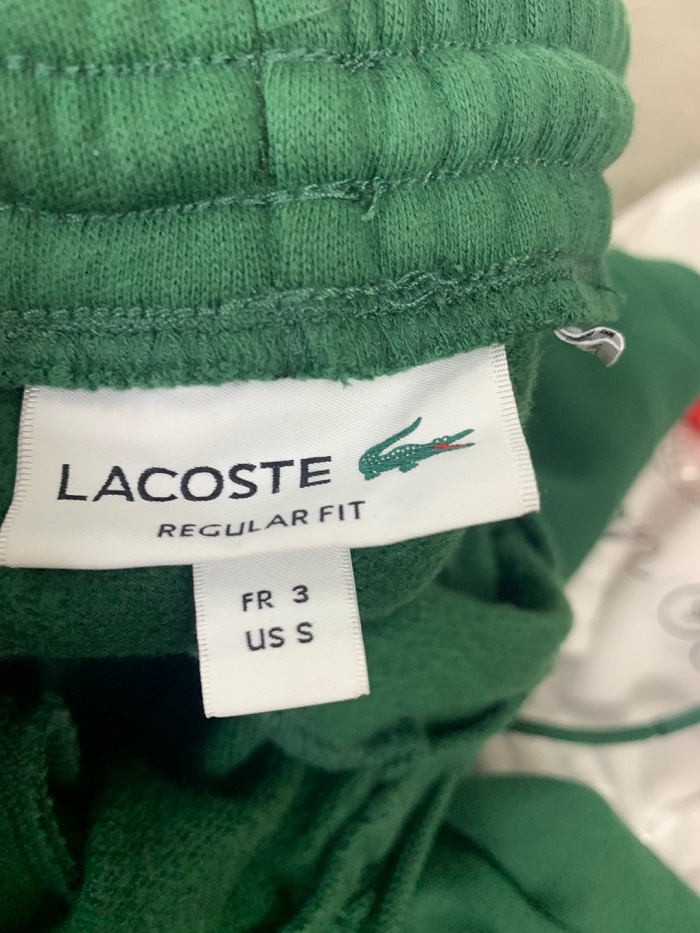 LACOSTE
REGULAR FIT
FR 3
US S